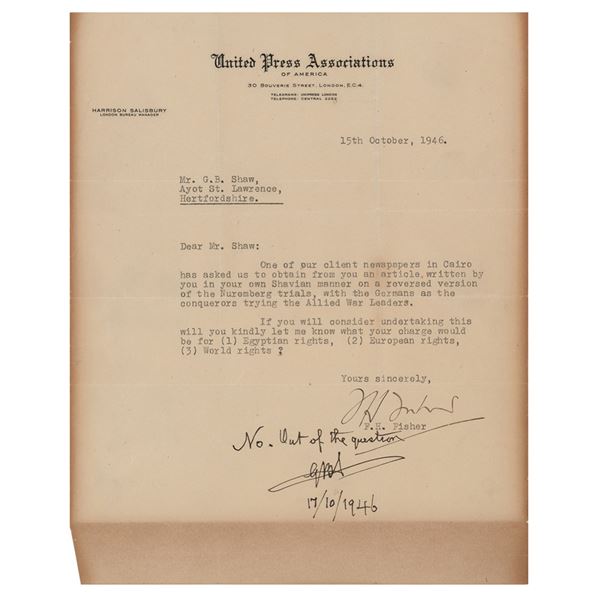 United Press Associations
OF AMERICA
30 Bouverie Street, London, E.C.4.
TELEGRAMS: UNIPRESS LONDON
TELEPHONE: CENTRAL 2282
HARRISON SALISBURY
LONDON BUREAU MANAGER
15th October, 1946.
Mr. G.B. Shaw,
Ayot St. Lawrence,
Hertfordshire.
Dear Mr. Shaw:
One of our client newspapers in Cairo
has asked us to obtain from you an article written by
you in your own Shavian manner on a reversed version
of the Nuremberg trials, with the Germans as the
conquerors trying the Allied War Leaders.
If you will consider undertaking this
will you kindly let me know what your charge would
be for (1) Egyptian rights, (2) European rights,
(3) World rights ?
Yours sincerely,
F.H. Fisher
No. Out of the question
GBS
17/10/1946